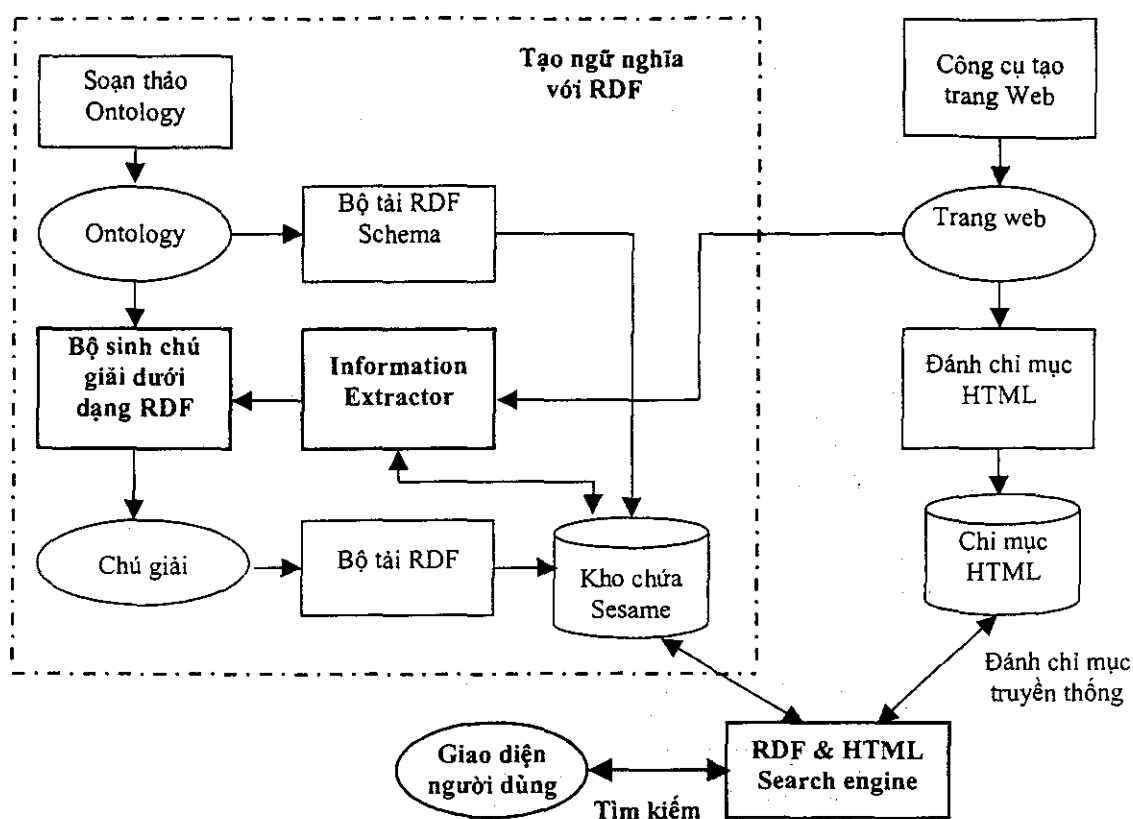 Soạn thảo
Ontology
Tạo ngữ nghĩa
với RDF
Công cụ tạo
trang Web
Ontology
Bộ tải RDF
Schema
Trang web
Bộ sinh chú
giải dưới
dạng RDF
Information
Extractor
Đánh chỉ mục
HTML
Chú giải
Bộ tải RDF
Kho chứa
Sesame
Chỉ mục
HTML
Đánh chỉ mục
truyền thống
Giao diện
người dùng
Tìm kiếm
RDF & HTML
Search engine